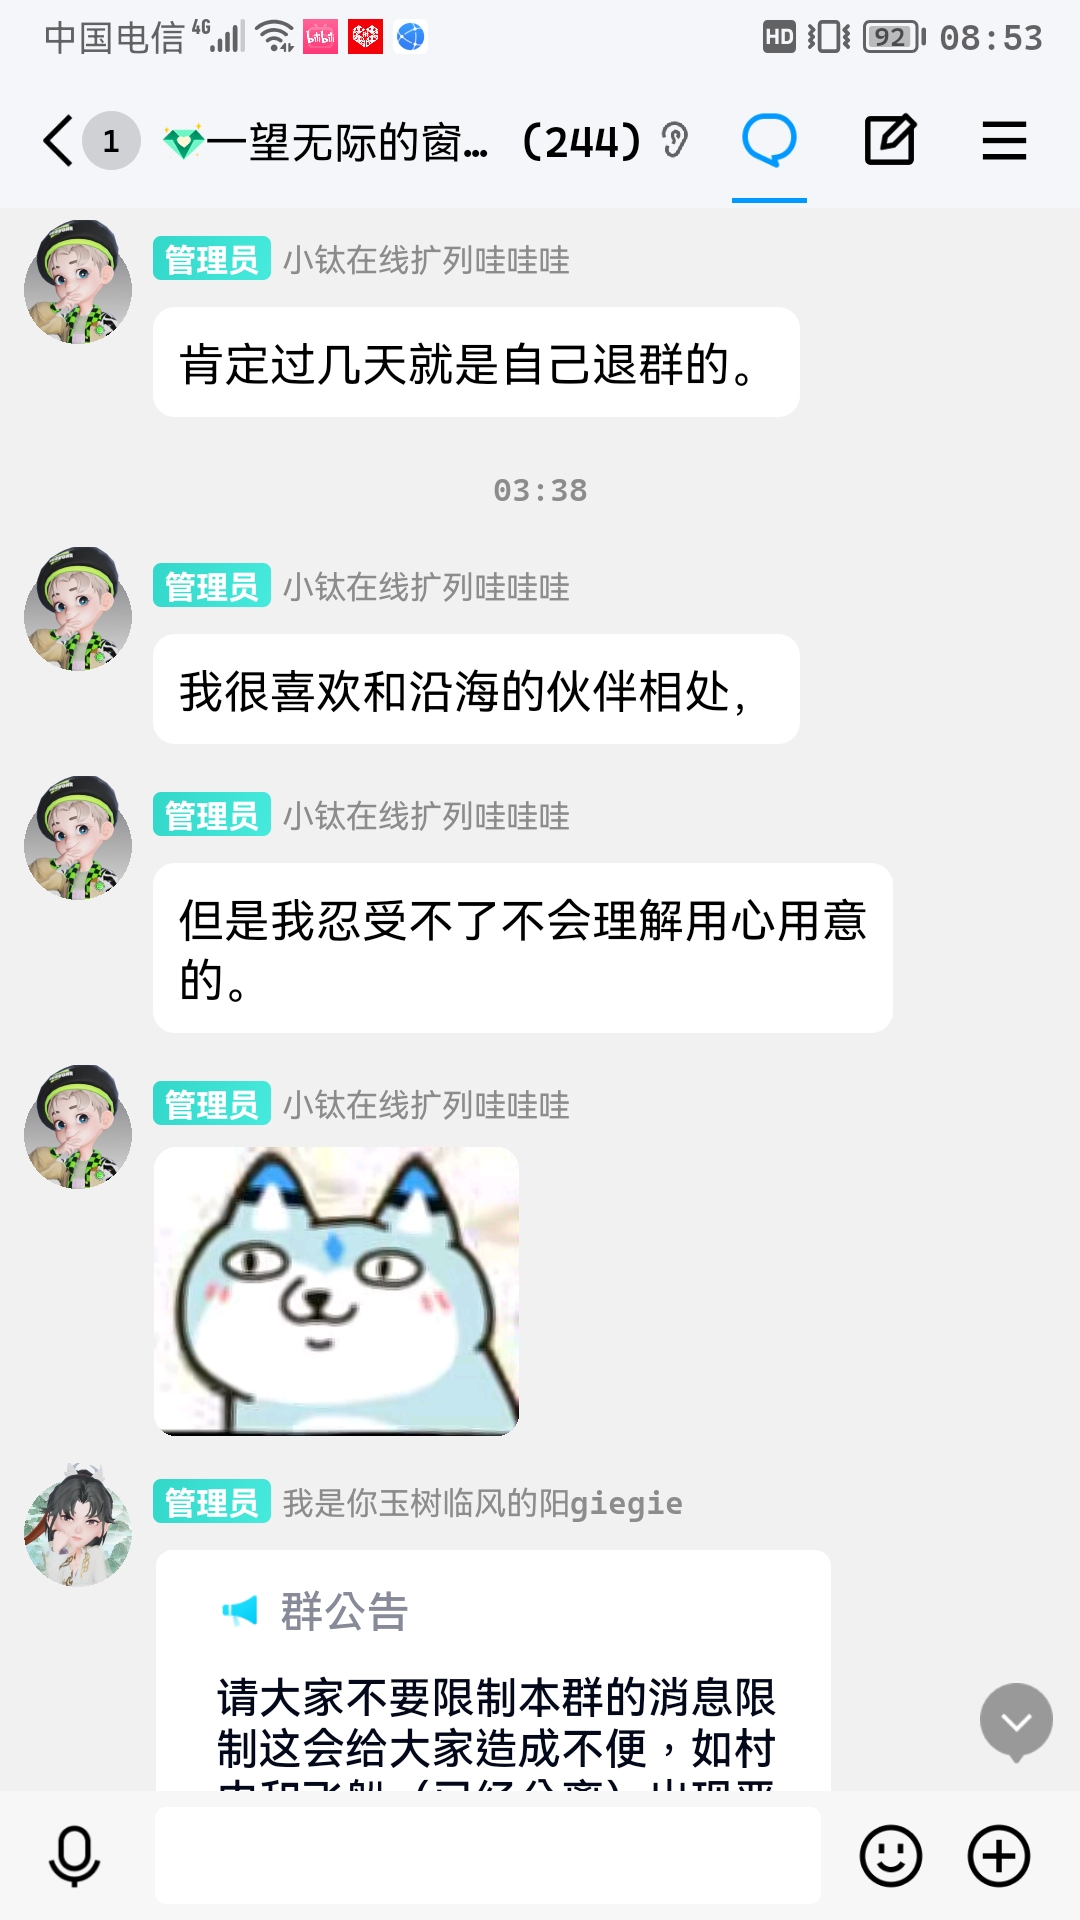 中国电信 4G HD 92 08:53
1 一望无际的窗... (244)
管理员 小钛在线扩列哇哇哇
肯定过几天就是自己退群的。
03:38
管理员 小钛在线扩列哇哇哇
我很喜欢和沿海的伙伴相处,
管理员 小钛在线扩列哇哇哇
但是我忍受不了不会理解用心用意
的。
管理员 小钛在线扩列哇哇哇
管理员 我是你玉树临风的阳giegie
群公告
请大家不要限制本群的消息限
制这会给大家造成不便，如村